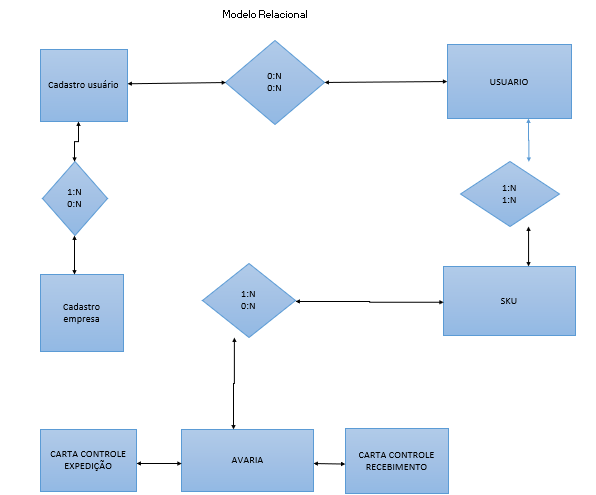 Modelo Relacional
Cadastro usuário
0:N
0:N
USUARIO
1:N
0:N
1:N
1:N
Cadastro
empresa
1:N
0:N
SKU
CARTA CONTROLE
EXPEDIÇÃO
AVARIA
CARTA CONTROLE
RECEBIMENTO